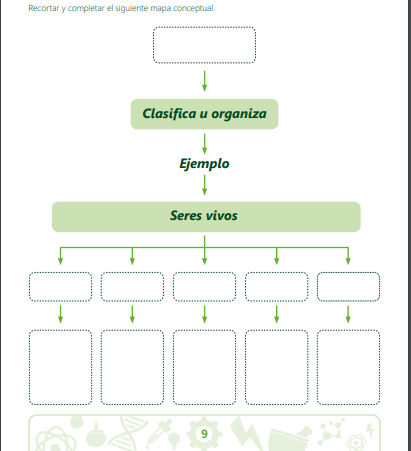 Recortar y completar el siguiente mapa conceptual.
Clasifica u organiza
Ejemplo
Seres vivos
9